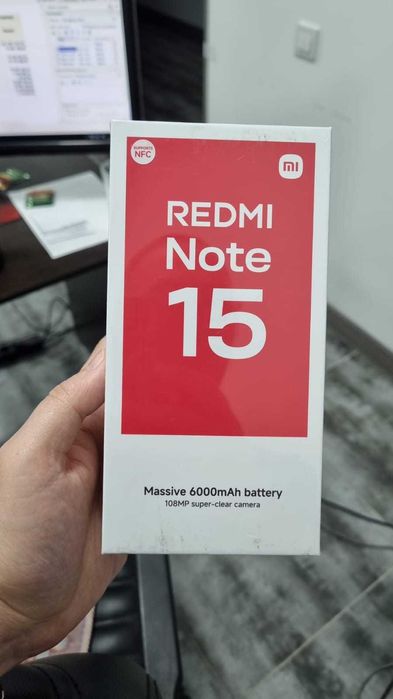 SUPPORTS
NFC
mi
REDMI
Note
15
Massive 6000mAh battery
108MP super-clear camera